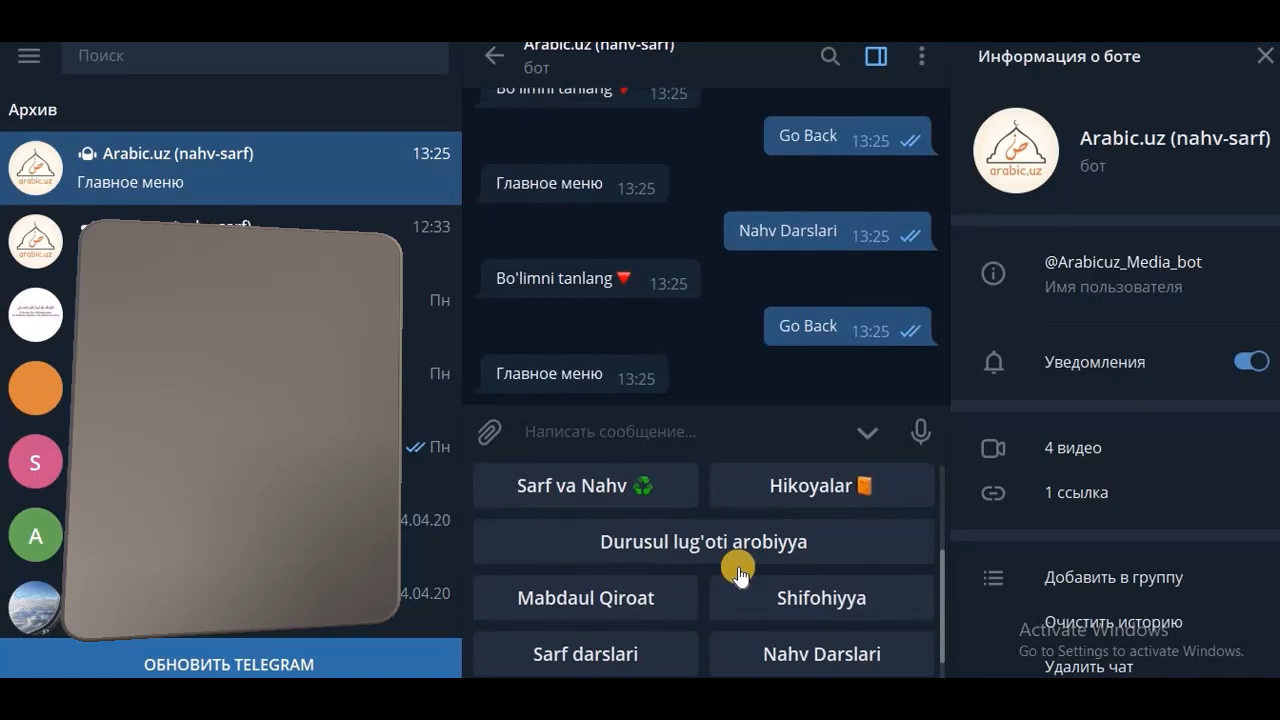 Поиск
Архив
Arabic.uz (nahv-sarf)
13:25
Главное меню
12:33
Пн
Пн
Пн
S
A
4.04.20
4.04.20
ОБНОВИТЬ TELEGRAM
arabic.uz
arabic.uz
Arabic.uz (nahv-sarf)
бот
Bo'limni tanlang 13:25
Go Back 13:25
Главное меню 13:25
Nahv Darslari 13:25
Bo'limni tanlang 13:25
Go Back 13:25
Главное меню 13:25
Написать сообщение...
Sarf va Nahv
Hikoyalar
Durusul lug'oti arobiyya
Mabdaul Qiroat
Shifohiyya
Sarf darslari
Nahv Darslari
Информация о боте
ض
arabic.uz
Arabic.uz (nahv-sarf)
бот
@Arabicuz_Media_bot
Имя пользователя
Уведомления
4 видео
1 ссылка
Добавить в группу
Очистить историю
Удалить чат
Activate Windows
Go to Settings to activate Windows.